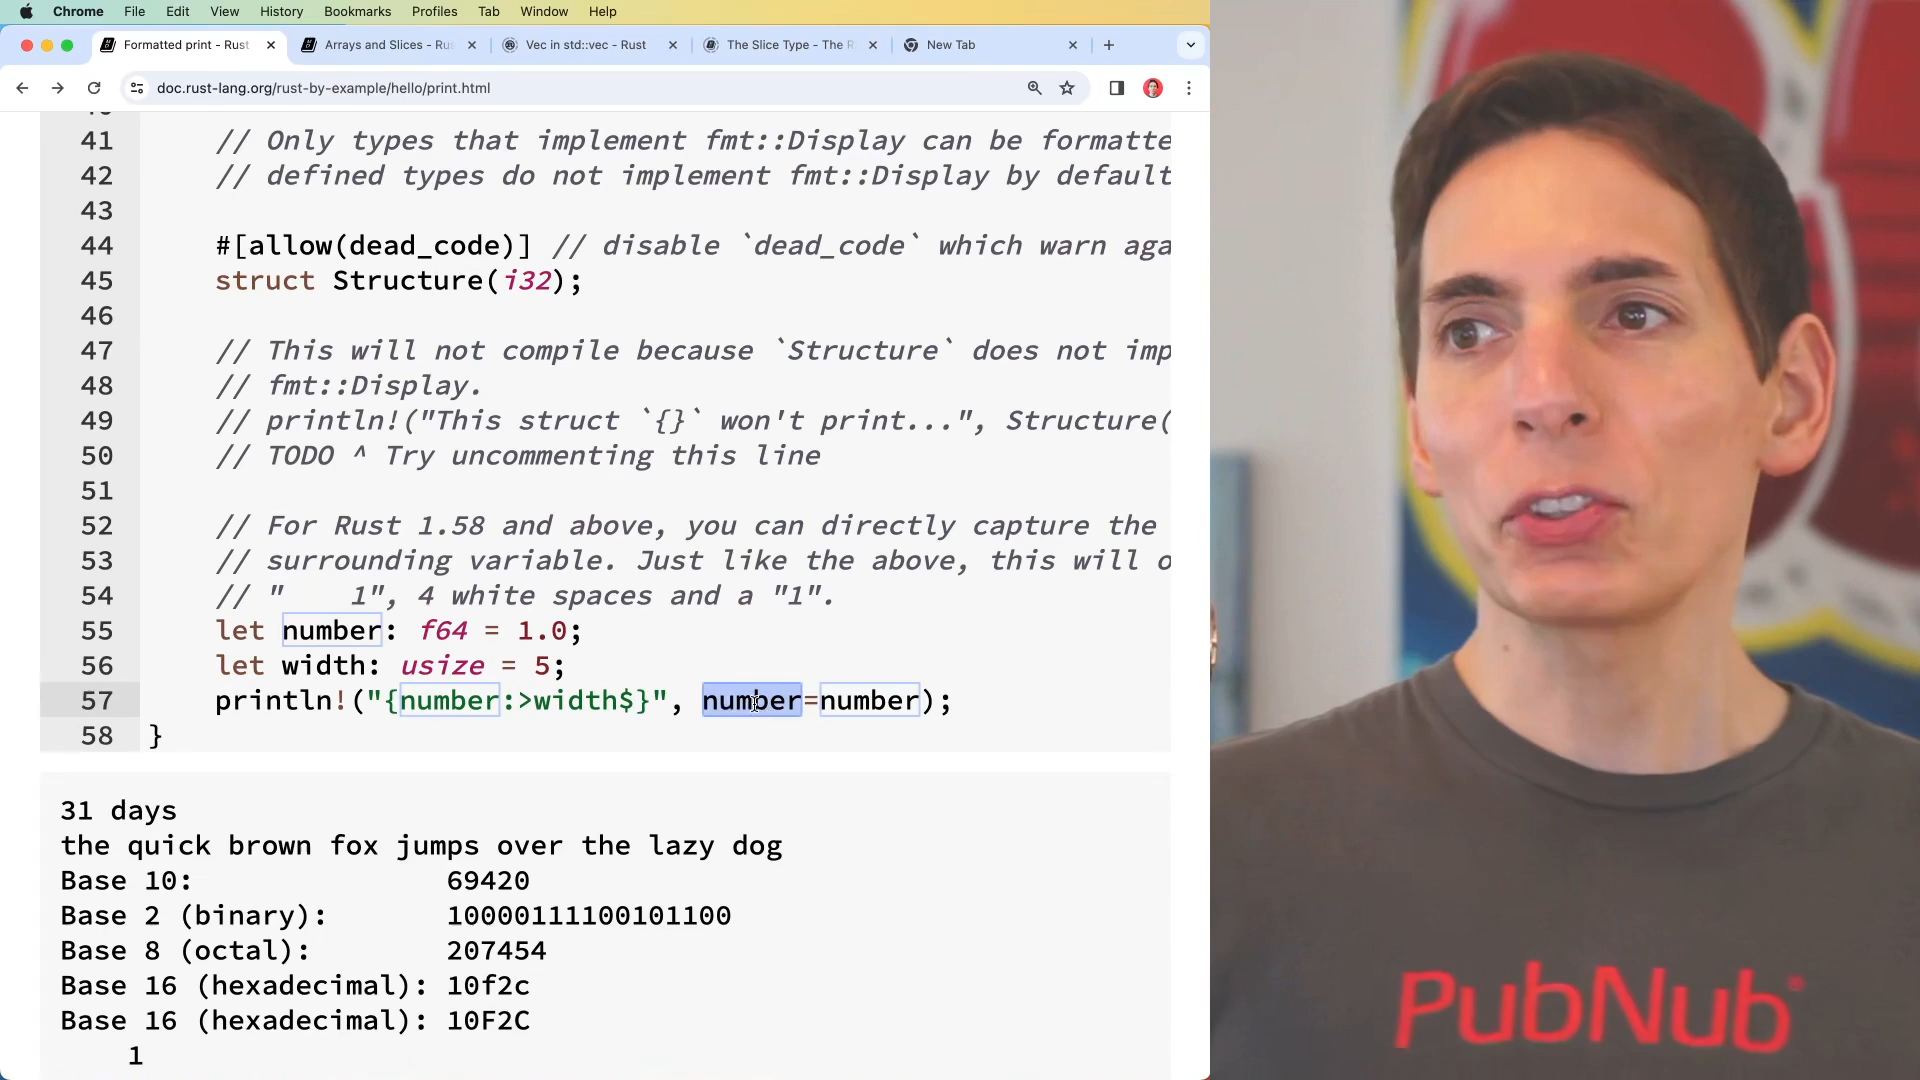 Chrome File Edit View History Bookmarks Profiles Tab Window Help
Formatted print - Rust Arrays and Slices - Rus Vec in std::vec - Rust The Slice Type - The R New Tab
doc.rust-lang.org/rust-by-example/hello/print.html
41 // Only types that implement fmt::Display can be formatte
42 // defined types do not implement fmt::Display by default
43
44 #[allow(dead_code)] // disable `dead_code` which warn aga
45 struct Structure(i32);
46
47 // This will not compile because `Structure` does not imp
48 // fmt::Display.
49 // println!("This struct `{}` won't print...", Structure(
50 // TODO ^ Try uncommenting this line
51
52 // For Rust 1.58 and above, you can directly capture the
53 // surrounding variable. Just like the above, this will o
54 // "    1", 4 white spaces and a "1".
55 let number: f64 = 1.0;
56 let width: usize = 5;
57 println!("{number:>width$}", number=number);
58 }
31 days
the quick brown fox jumps over the lazy dog
Base 10: 69420
Base 2 (binary): 10000111100101100
Base 8 (octal): 207454
Base 16 (hexadecimal): 10f2c
Base 16 (hexadecimal): 10F2C
1
PubNub